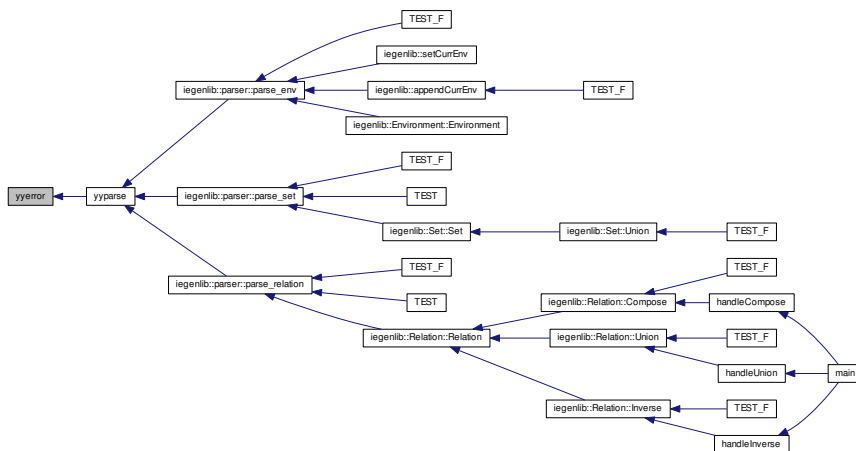 TEST_F
iegenlib::setCurrEnv
iegenlib::parser::parse_env
iegenlib::appendCurrEnv
TEST_F
iegenlib::Environment::Environment
TEST_F
yyerror
yyparse
iegenlib::parser::parse_set
TEST
iegenlib::Set::Set
iegenlib::Set::Union
TEST_F
TEST_F
TEST_F
iegenlib::parser::parse_relation
TEST
iegenlib::Relation::Compose
handleCompose
iegenlib::Relation::Relation
iegenlib::Relation::Union
TEST_F
handleUnion
main
iegenlib::Relation::Inverse
TEST_F
handleInverse